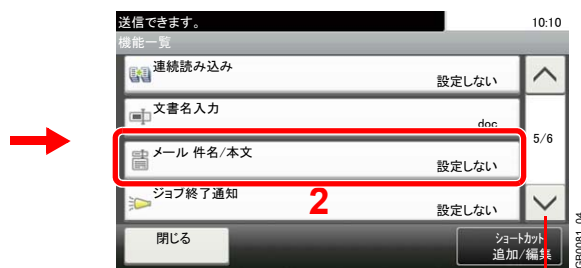 送信できます。
10:10
機能一覧
連続読み込み
設定しない
文書名入力
doc
5/6
メール 件名/本文
設定しない
ジョブ終了通知
設定しない
2
閉じる
ショートカット
追加/編集
GB0081_04